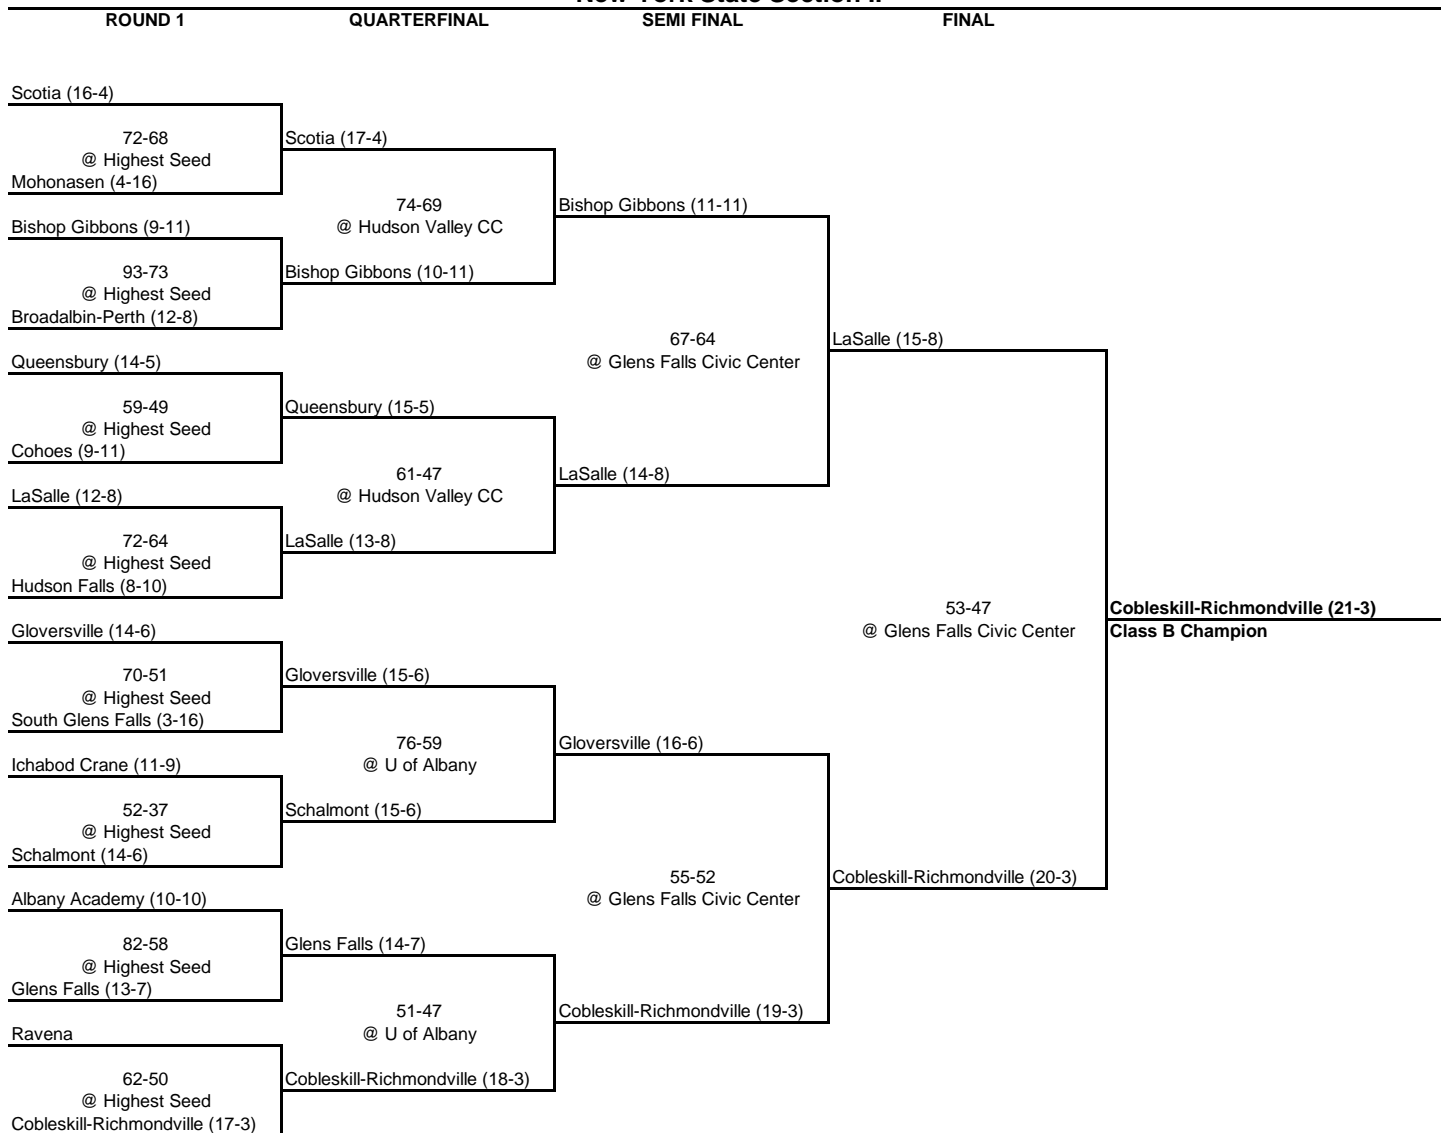 ROUND 1 QUARTERFINAL SEMI FINAL FINAL
Scotia (16-4)
72-68 Scotia (17-4)
@ Highest Seed
Mohonasen (4-16)
74-69 Bishop Gibbons (11-11)
Bishop Gibbons (9-11) @ Hudson Valley CC
93-73 Bishop Gibbons (10-11)
@ Highest Seed
Broadalbin-Perth (12-8)
67-64 LaSalle (15-8)
Queensbury (14-5) @ Glens Falls Civic Center
59-49 Queensbury (15-5)
@ Highest Seed
Cohoes (9-11)
61-47 LaSalle (14-8)
LaSalle (12-8) @ Hudson Valley CC
72-64 LaSalle (13-8)
@ Highest Seed
Hudson Falls (8-10)
53-47 Cobleskill-Richmondville (21-3)
Gloversville (14-6) @ Glens Falls Civic Center Class B Champion
70-51 Gloversville (15-6)
@ Highest Seed
South Glens Falls (3-16)
76-59 Gloversville (16-6)
Ichabod Crane (11-9) @ U of Albany
52-37 Schalmont (15-6)
@ Highest Seed
Schalmont (14-6)
55-52 Cobleskill-Richmondville (20-3)
Albany Academy (10-10) @ Glens Falls Civic Center
82-58 Glens Falls (14-7)
@ Highest Seed
Glens Falls (13-7)
51-47 Cobleskill-Richmondville (19-3)
Ravena @ U of Albany
62-50 Cobleskill-Richmondville (18-3)
@ Highest Seed
Cobleskill-Richmondville (17-3)